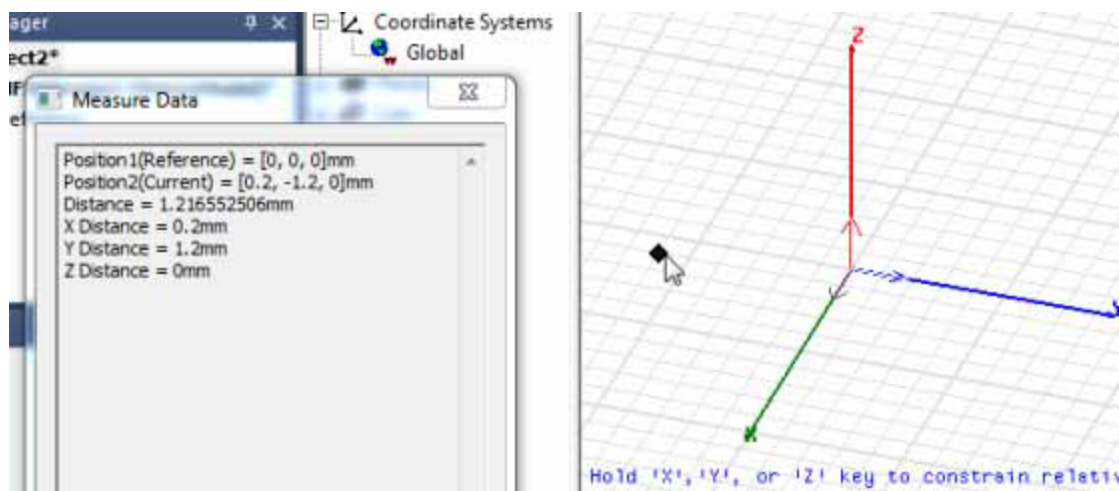 ager
Coordinate Systems
ect2*
Global
Measure Data
Position1(Reference) = [0, 0, 0]mm
Position2(Current) = [0.2, -1.2, 0]mm
Distance = 1.216552506mm
X Distance = 0.2mm
Y Distance = 1.2mm
Z Distance = 0mm
Z
Hold 'X','Y', or 'Z' key to constrain relativ